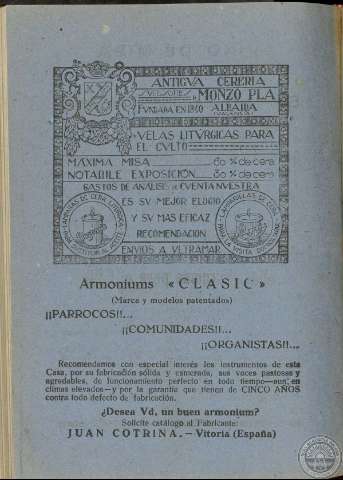 ANTIGVA CERERIA
SVCESORES DE MONZO PLA
FVNDADA EN 1840 ALBAIDA
VELAS LITVRGICAS PARA
EL CVLTO
MAXIMA MISA 60 % de cera
NOTABILE EXPOSICIÓN 30 % de cera
GASTOS DE ANÁLISIS DE CVENTA NVESTRA
ES SV MEJOR ELOGIO
Y SV MAS EFICAZ
RECOMENDACION
ENVIOS A VLTRAMAR
Armoniums «CLASIC»
(Marca y modelos patentados)
¡¡PARROCOS!!...
¡¡COMUNIDADES!!...
¡¡ORGANISTAS!!...
Recomendamos con especial interés los instrumentos de esta
Casa, por su fabricación sólida y esmerada, sus voces pastosas y
agradables, de funcionamiento perfecto en todo tiempo—aun en
climas elevados—y por la garantía que tienen de CINCO AÑOS
contra todo defecto de fabricación.
¿Desea Vd. un buen armonium?
Solicite catálogo al Fabricante:
JUAN COTRINA.—Vitoria (España)